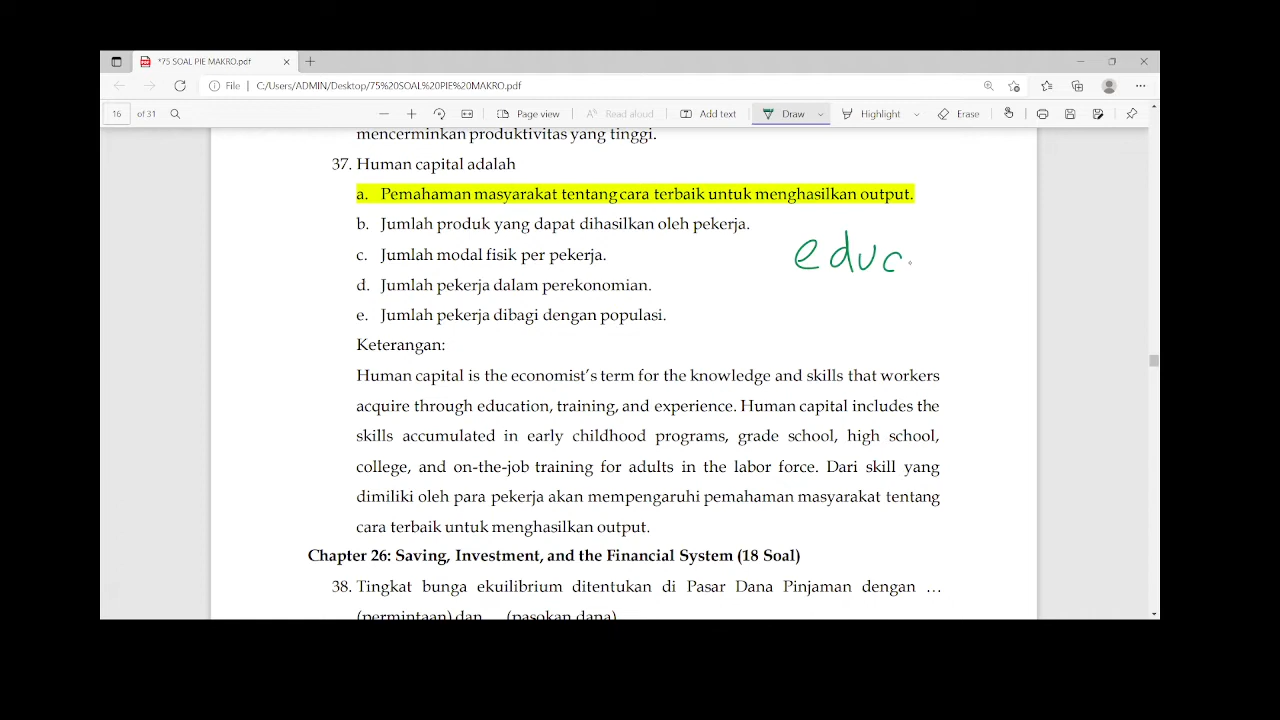 *75 SOAL PIE MAKRO.pdf
File | C:/Users/ADMIN/Desktop/75%20SOAL%20PIE%20MAKRO.pdf
16 of 31 Page view Read aloud Add text Draw Highlight Erase
mencerminkan produktivitas yang tinggi.
37. Human capital adalah
a. Pemahaman masyarakat tentang cara terbaik untuk menghasilkan output.
b. Jumlah produk yang dapat dihasilkan oleh pekerja.
educ
c. Jumlah modal fisik per pekerja.
d. Jumlah pekerja dalam perekonomian.
e. Jumlah pekerja dibagi dengan populasi.
Keterangan:
Human capital is the economist's term for the knowledge and skills that workers
acquire through education, training, and experience. Human capital includes the
skills accumulated in early childhood programs, grade school, high school,
college, and on-the-job training for adults in the labor force. Dari skill yang
dimiliki oleh para pekerja akan mempengaruhi pemahaman masyarakat tentang
cara terbaik untuk menghasilkan output.
Chapter 26: Saving, Investment, and the Financial System (18 Soal)
38. Tingkat bunga ekuilibrium ditentukan di Pasar Dana Pinjaman dengan …
(permintaan) dan … (pasokan dana)